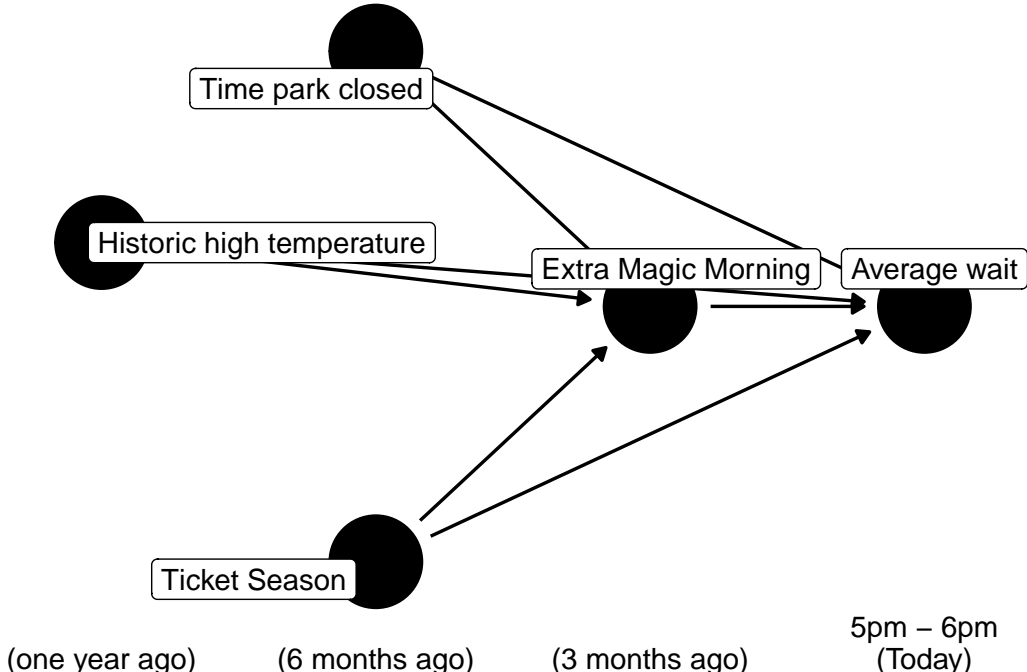 Time park closed
Historic high temperature
Extra Magic Morning
Average wait
Ticket Season
5pm – 6pm
(one year ago)
(6 months ago)
(3 months ago)
(Today)